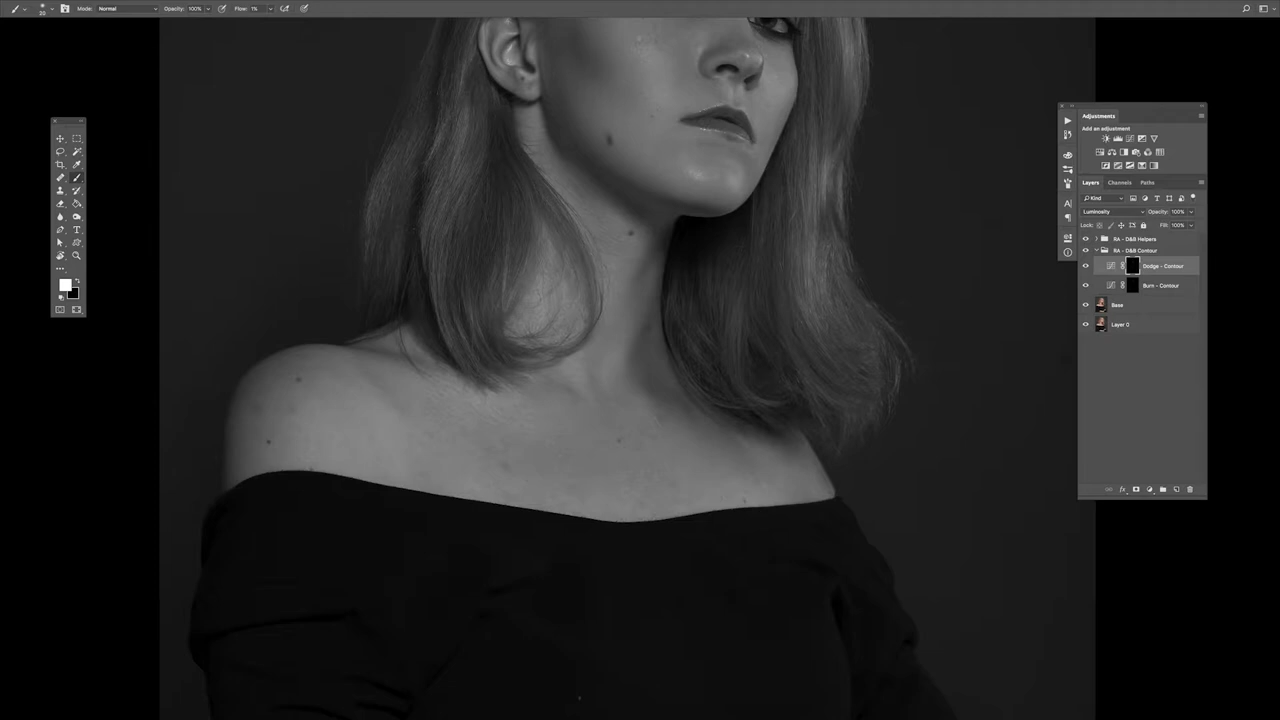 20
Mode: Normal
Opacity: 100%
Flow: 1%
Adjustments
Add an adjustment
Layers
Channels
Paths
Kind
Luminosity
Opacity: 100%
Lock:
Fill: 100%
RA - D&B Helpers
RA - D&B Contour
Dodge - Contour
Burn - Contour
Base
Layer 0